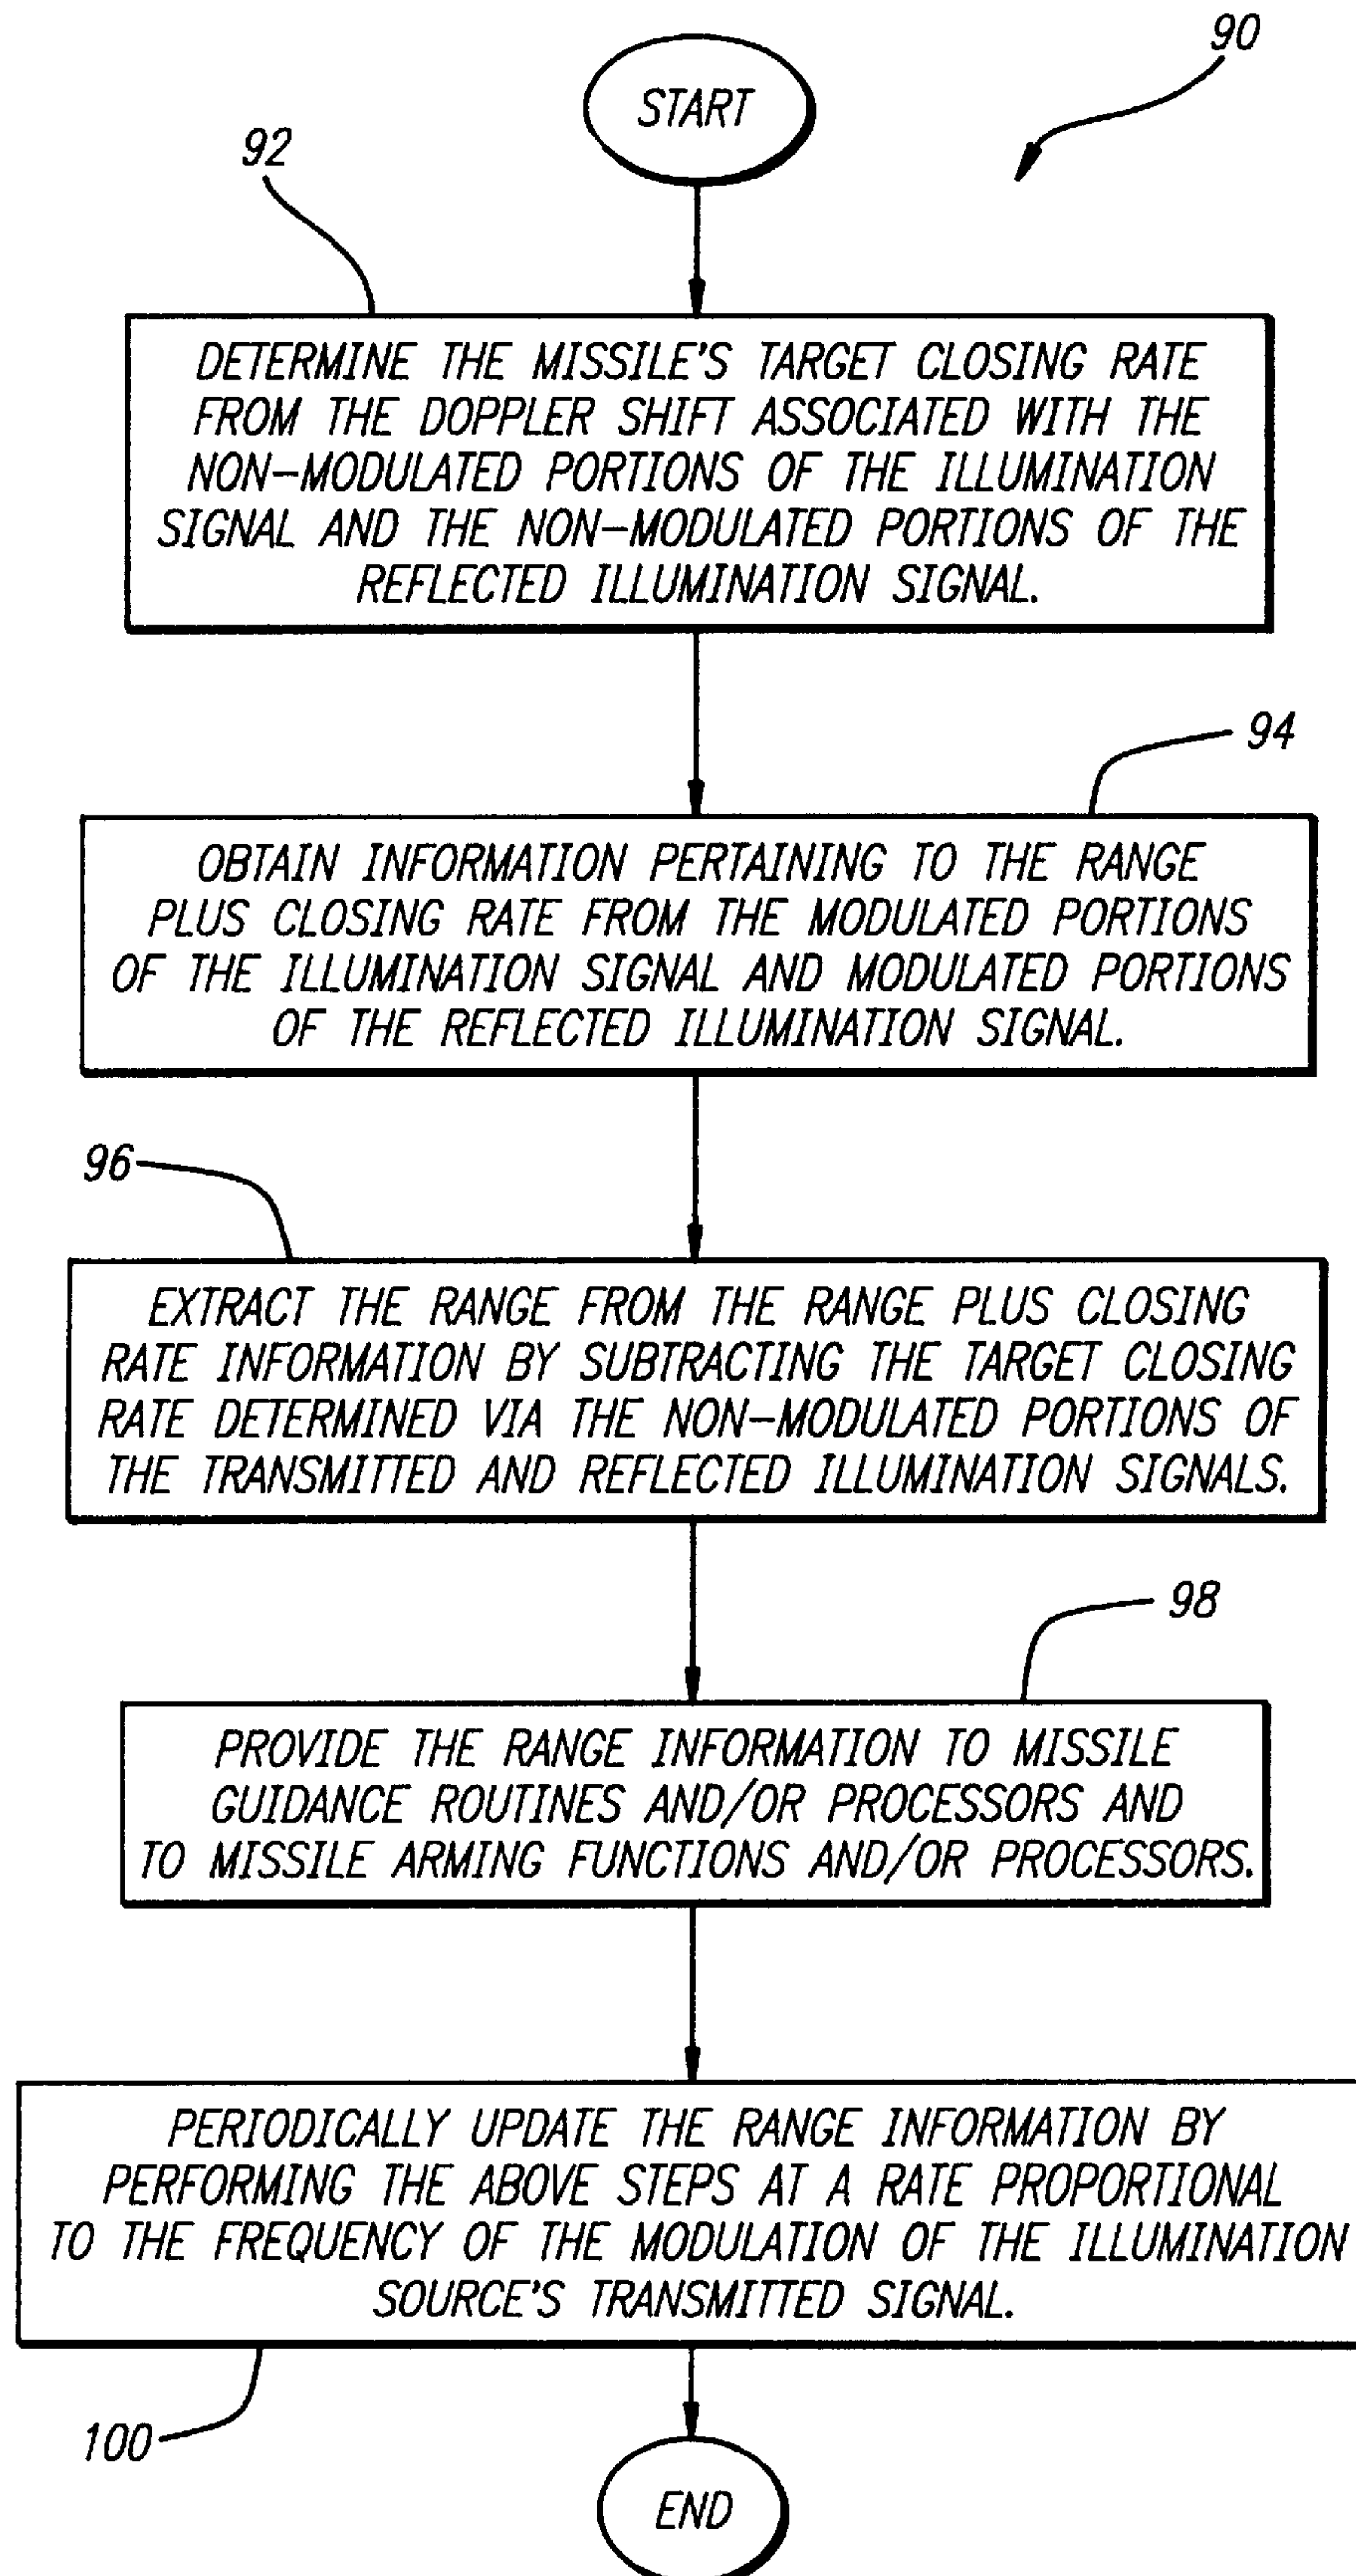 90
START
92
DETERMINE THE MISSILE'S TARGET CLOSING RATE
FROM THE DOPPLER SHIFT ASSOCIATED WITH THE
NON-MODULATED PORTIONS OF THE ILLUMINATION
SIGNAL AND THE NON-MODULATED PORTIONS OF THE
REFLECTED ILLUMINATION SIGNAL.
94
OBTAIN INFORMATION PERTAINING TO THE RANGE
PLUS CLOSING RATE FROM THE MODULATED PORTIONS
OF THE ILLUMINATION SIGNAL AND MODULATED PORTIONS
OF THE REFLECTED ILLUMINATION SIGNAL.
96
EXTRACT THE RANGE FROM THE RANGE PLUS CLOSING
RATE INFORMATION BY SUBTRACTING THE TARGET CLOSING
RATE DETERMINED VIA THE NON-MODULATED PORTIONS OF
THE TRANSMITTED AND REFLECTED ILLUMINATION SIGNALS.
98
PROVIDE THE RANGE INFORMATION TO MISSILE
GUIDANCE ROUTINES AND/OR PROCESSORS AND
TO MISSILE ARMING FUNCTIONS AND/OR PROCESSORS.
PERIODICALLY UPDATE THE RANGE INFORMATION BY
PERFORMING THE ABOVE STEPS AT A RATE PROPORTIONAL
TO THE FREQUENCY OF THE MODULATION OF THE ILLUMINATION
SOURCE'S TRANSMITTED SIGNAL.
100
END